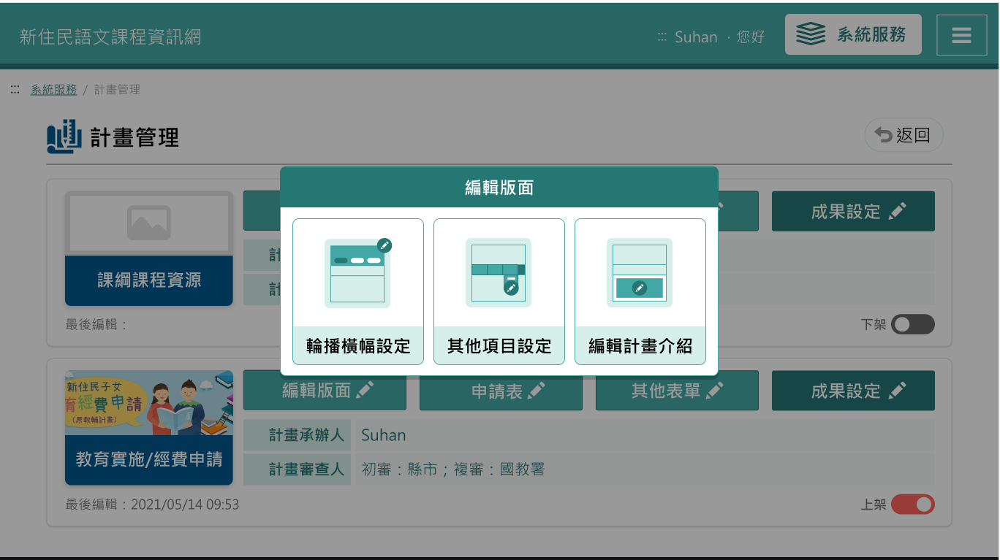 新住民語文課程資訊網
Suhan ‧您好
系統服務
系統服務 / 計畫管理
計畫管理
返回
編輯版面
輪播橫幅設定
其他項目設定
編輯計畫介紹
成果設定
課綱課程資源
計
計
最後編輯：
下架
新住民子女
育經費申請
（原教輔計畫）
教育實施/經費申請
編輯版面
申請表
其他表單
成果設定
計畫承辦人 Suhan
計畫審查人 初審：縣市；複審：國教署
最後編輯：2021/05/14 09:53
上架